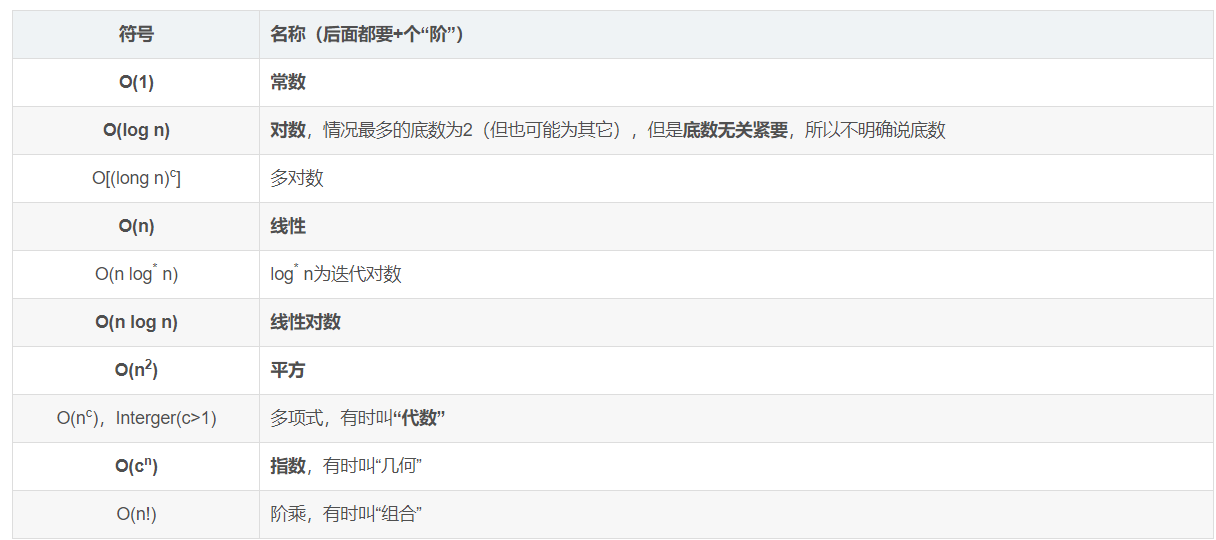 符号 名称（后面都要+个“阶”）
O(1) 常数
O(log n) 对数，情况最多的底数为2（但也可能为其它），但是底数无关紧要，所以不明确说底数
O[(long n)ᶜ] 多对数
O(n) 线性
O(n log* n) log* n为迭代对数
O(n log n) 线性对数
O(n²) 平方
O(nᶜ)，Interger(c>1) 多项式，有时叫“代数”
O(cⁿ) 指数，有时叫“几何”
O(n!) 阶乘，有时叫“组合”